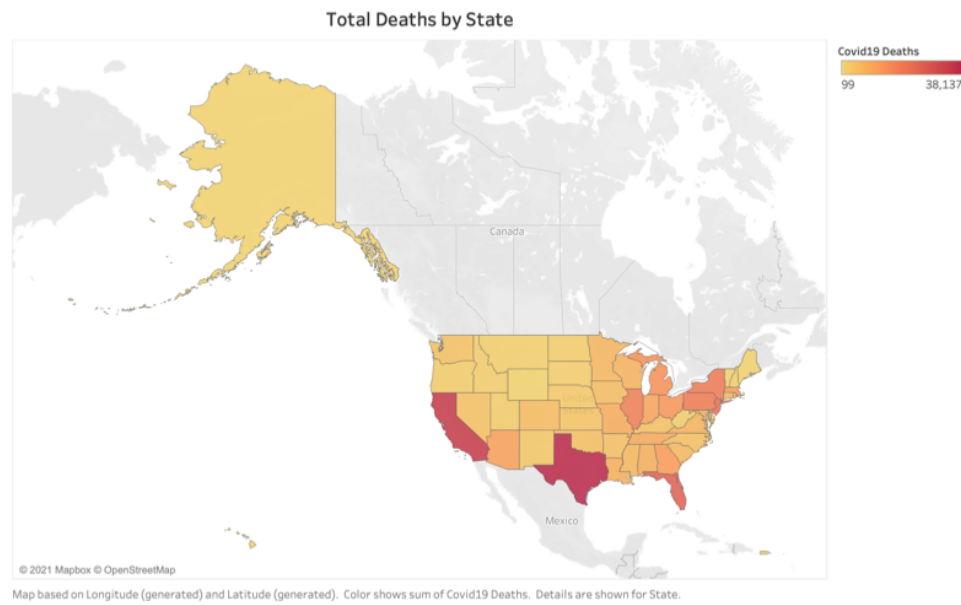 Total Deaths by State
Covid19 Deaths
99 38,137
Canada
United
Mexico
© 2021 Mapbox © OpenStreetMap
Map based on Longitude (generated) and Latitude (generated). Color shows sum of Covid19 Deaths. Details are shown for State.